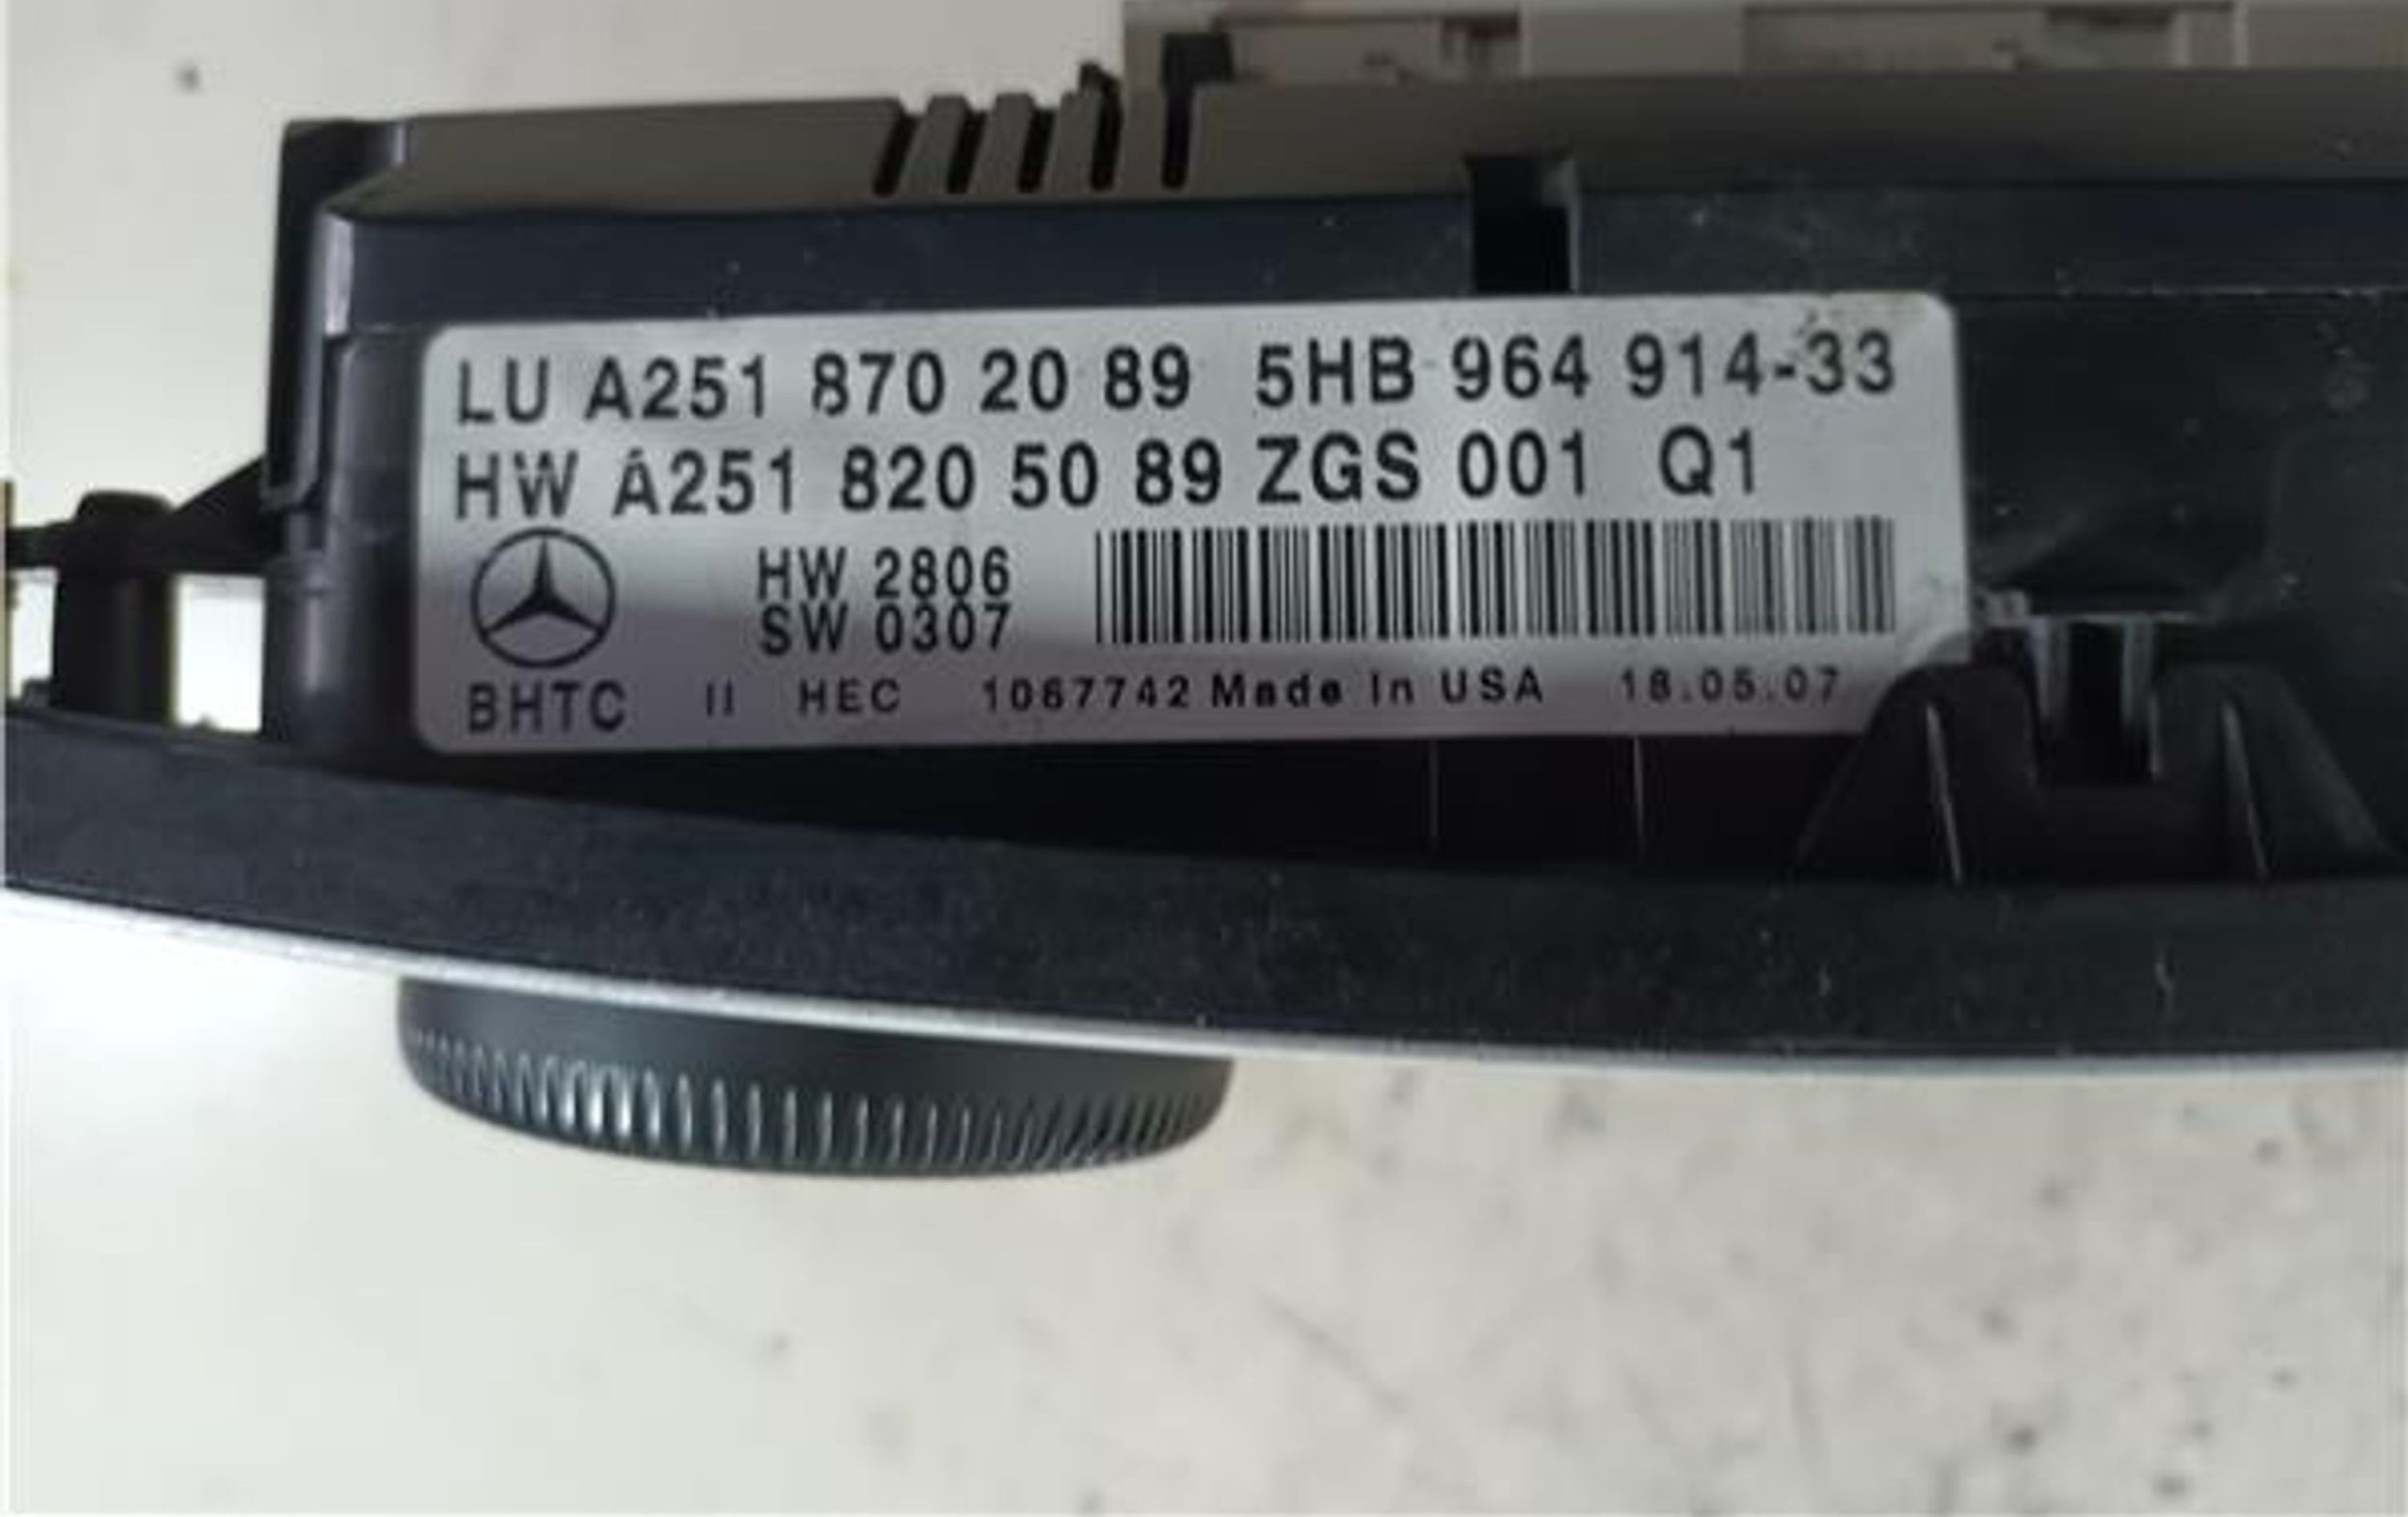 LU A251 870 20 89 5HB 964 914-33
HW A251 820 50 89 ZGS 001 Q1
HW 2806
SW 0307
BHTC II HEC 1067742 Made In USA 18.05.07